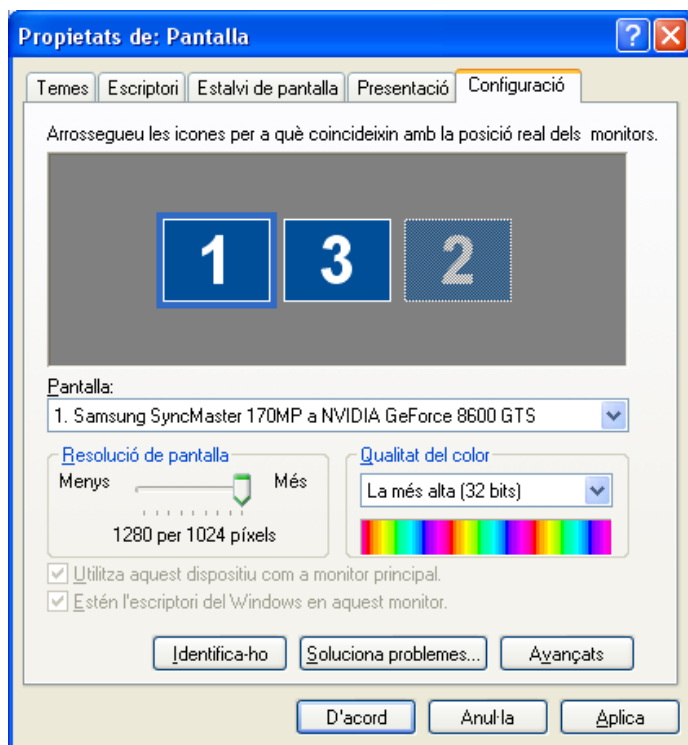 Propietats de: Pantalla
Temes Escriptori Estalvi de pantalla Presentació Configuració
Arrossegueu les icones per a què coincideixin amb la posició real dels monitors.
1 3 2
Pantalla:
1. Samsung SyncMaster 170MP a NVIDIA GeForce 8600 GTS
Resolució de pantalla Qualitat del color
Menys Més La més alta (32 bits)
1280 per 1024 píxels
Utilitza aquest dispositiu com a monitor principal.
Estén l'escriptori del Windows en aquest monitor.
Identifica-ho Soluciona problemes... Avançats
D'acord Anul·la Aplica